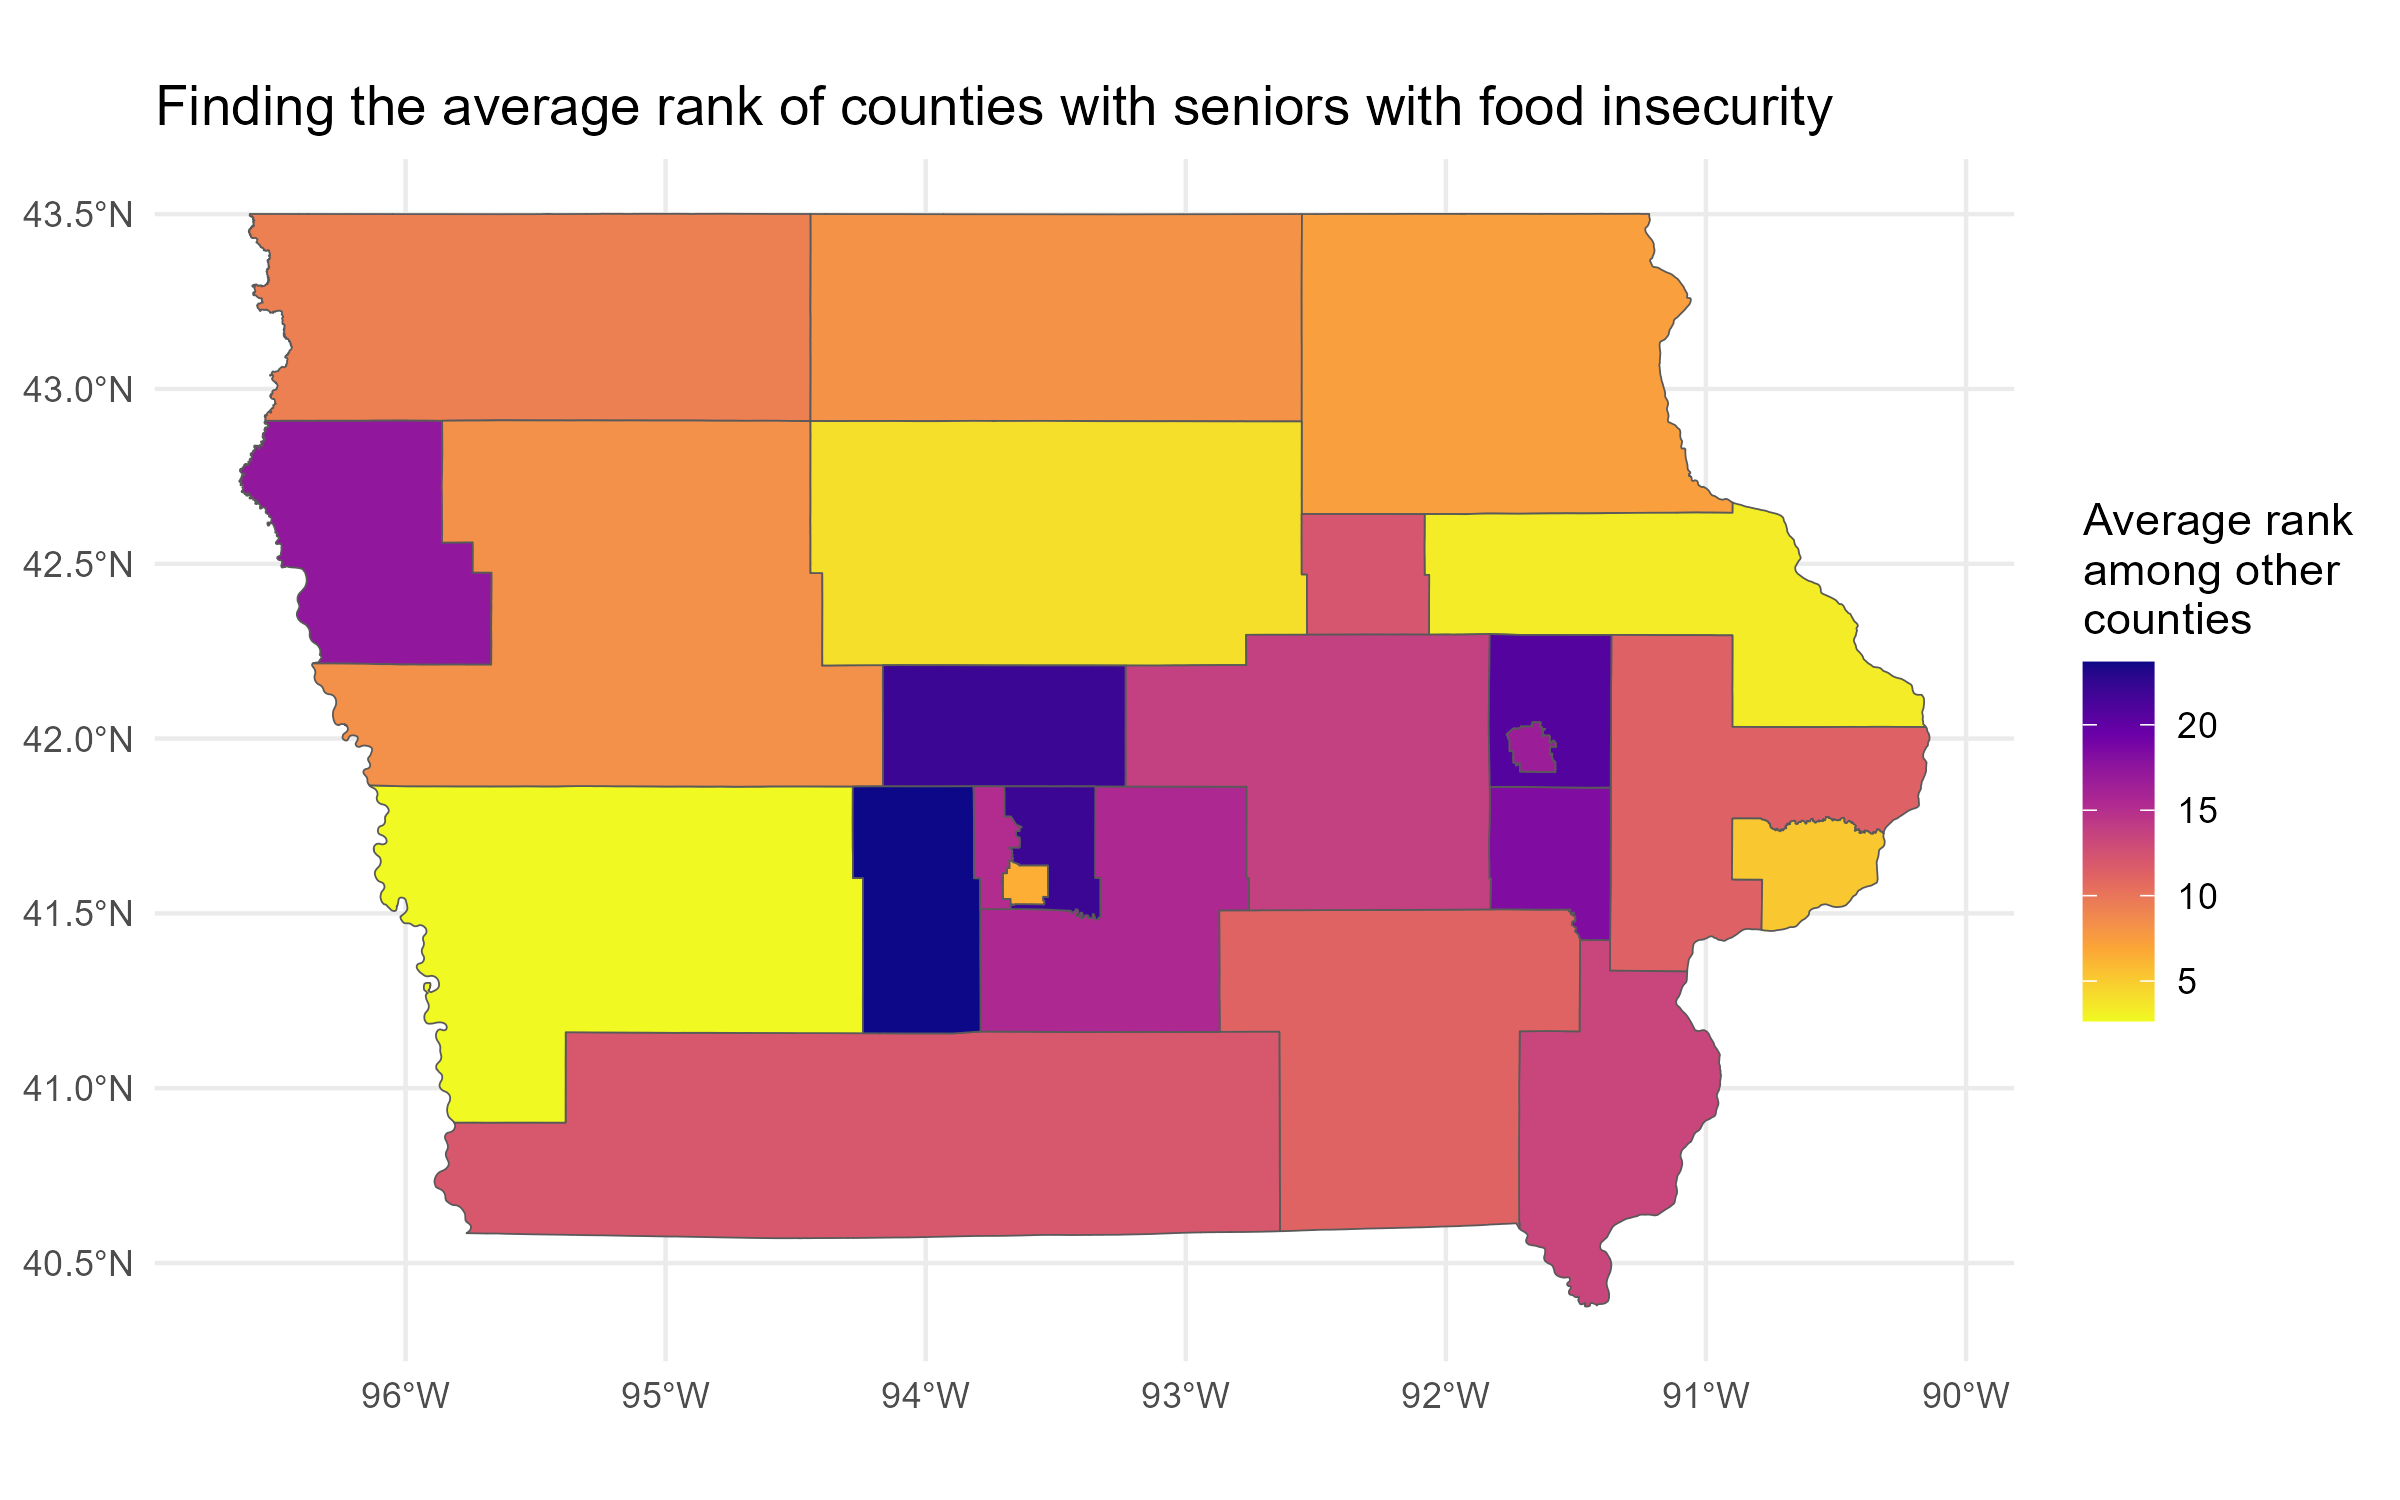 Finding the average rank of counties with seniors with food insecurity
43.5°N
43.0°N
42.5°N
42.0°N
41.5°N
41.0°N
40.5°N
96°W
95°W
94°W
93°W
92°W
91°W
90°W
Average rank
among other
counties
20
15
10
5